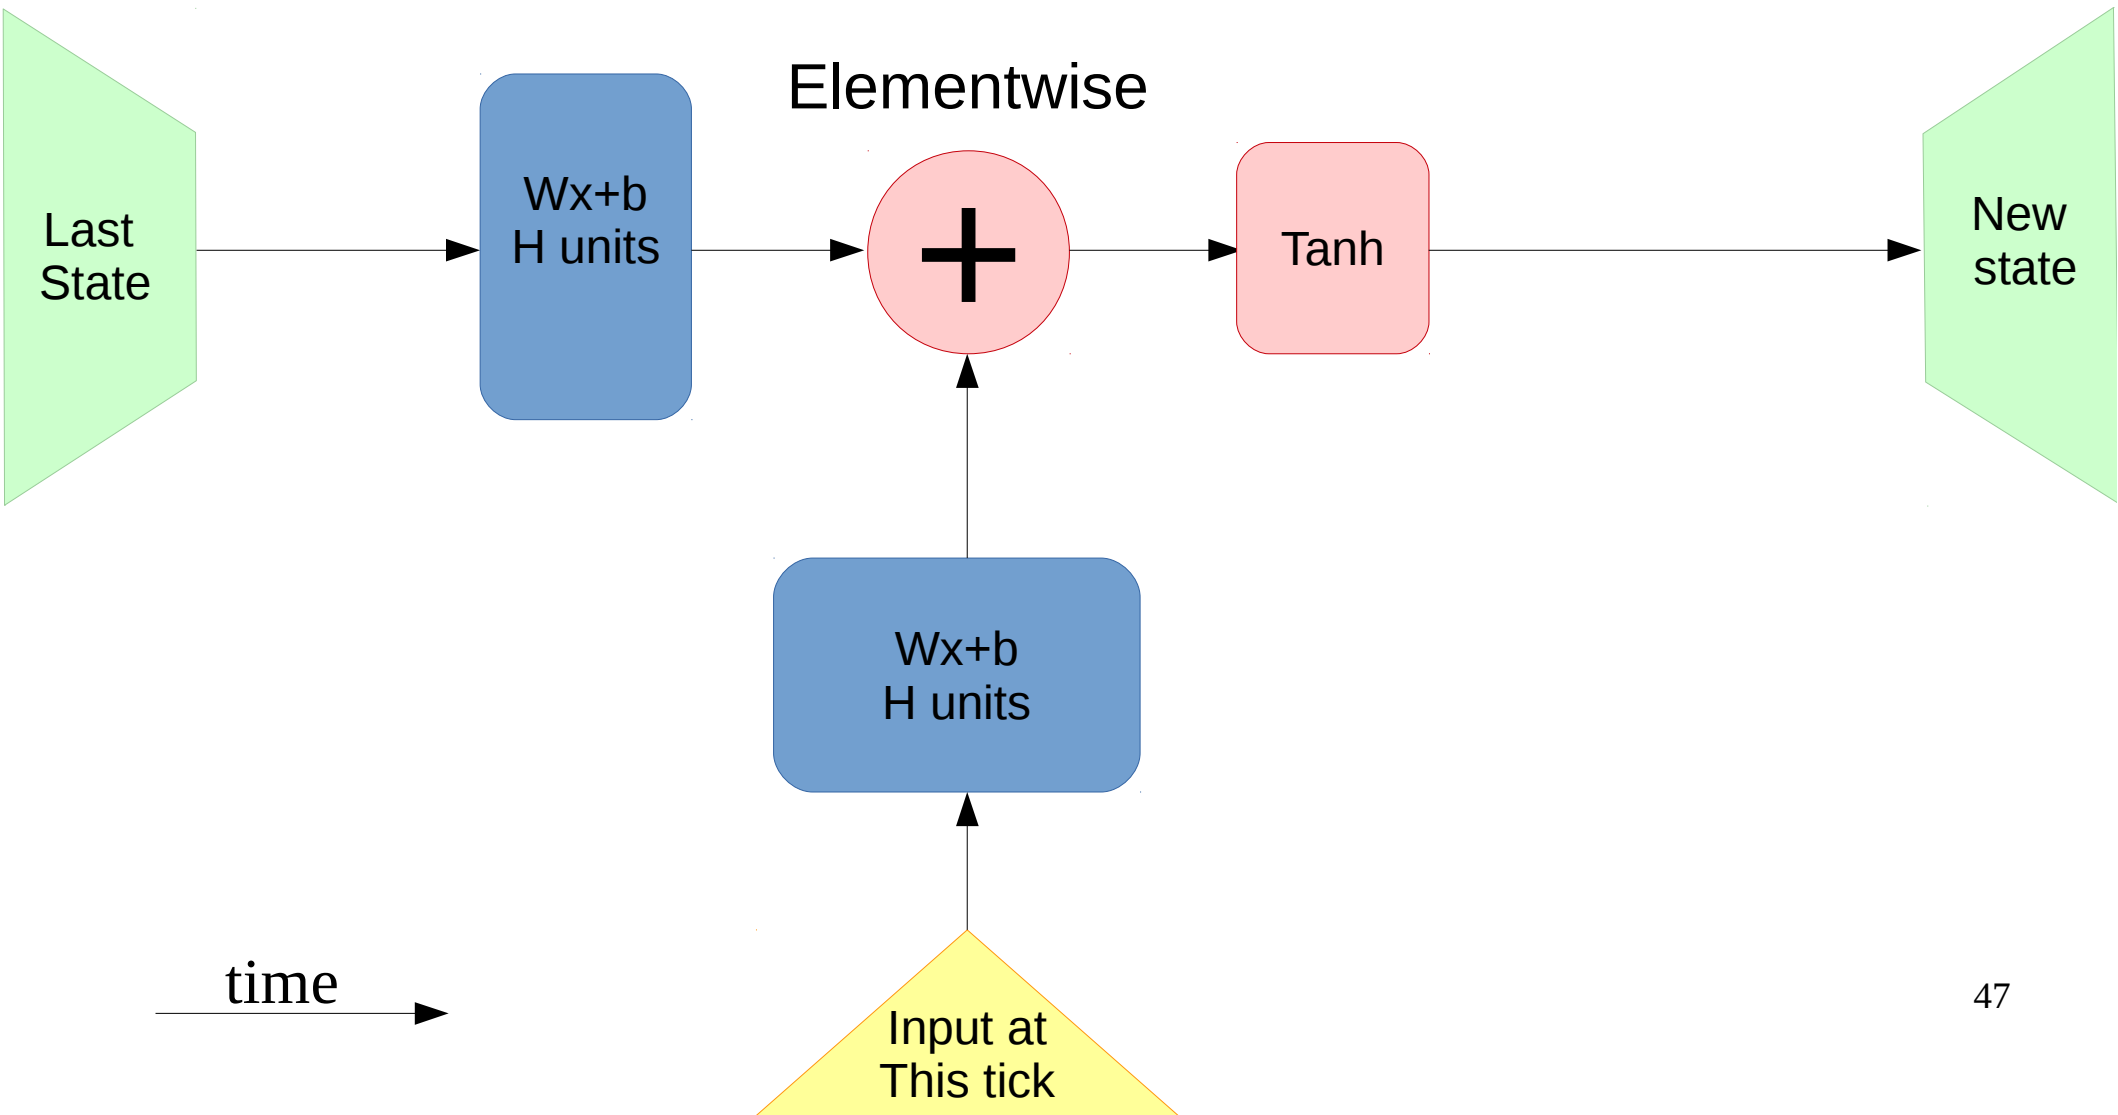 Elementwise
Last
State
Wx+b
H units
+
Tanh
New
state
Wx+b
H units
time
Input at
This tick
47